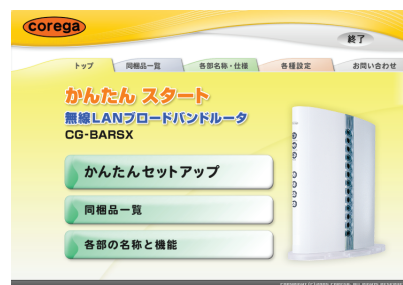 corega
終了
トップ
同梱品一覧
各部名称・仕様
各種設定
お問い合わせ
かんたん スタート
無線LANブロードバンドルータ
CG-BARSX
かんたんセットアップ
同梱品一覧
各部の名称と機能